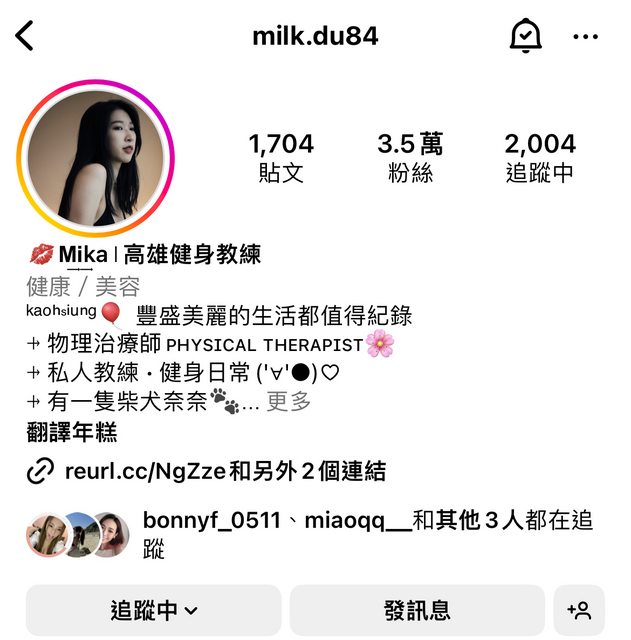 milk.du84
1,704
3.5萬
2,004
貼文
粉絲
追蹤中
💋 Mika | 高雄健身教練
健康 / 美容
ᵏᵃᵒʰˢⁱᵘⁿᵍ🎈 豐盛美麗的生活都值得紀錄
⊹ 物理治療師 ᴘʜʏsɪᴄᴀʟ ᴛʜᴇʀᴀᴘɪsᴛ🌸
⊹ 私人教練・健身日常 ('∀'●)♡
⊹ 有一隻柴犬奈奈🐾... 更多
翻譯年糕
reurl.cc/NgZze和另外 2 個連結
bonnyf_0511、miaoqq__和其他 3 人都在追
蹤
追蹤中
發訊息